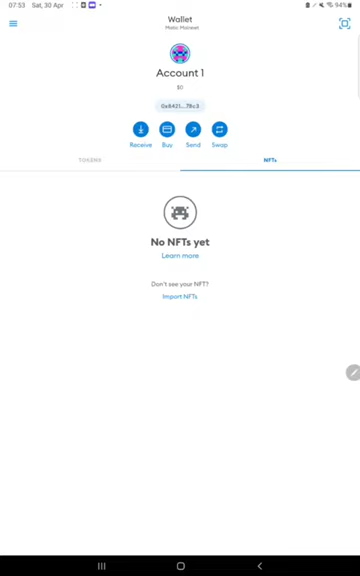 07:53 Sat, 30 Apr 94%
Wallet
Matic Mainnet
Account 1
$0
0x8421...78c3
Receive Buy Send Swap
TOKENS NFTs
No NFTs yet
Learn more
Don't see your NFT?
Import NFTs